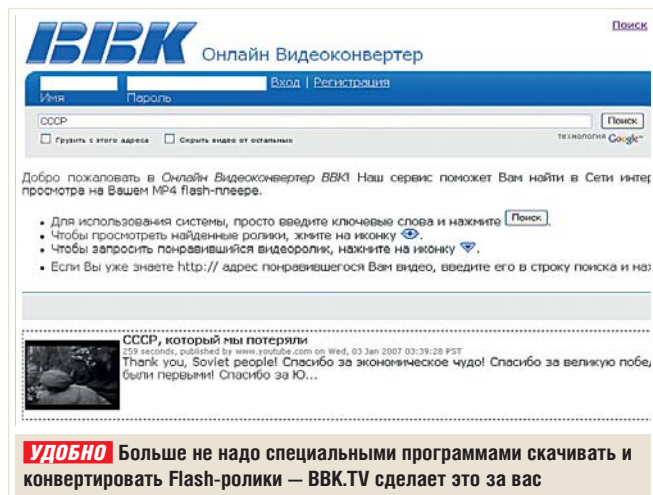 Поиск
BBK Онлайн Видеоконвертер
Вход | Регистрация
Имя Пароль
СССР Поиск
Грузить с этого адреса Скрыть видео от остальных технология Google™
Добро пожаловать в Онлайн Видеоконвертер BBK! Наш сервис поможет Вам найти в Сети интер
просмотра на Вашем MP4 flash-плеере.
• Для использования системы, просто введите ключевые слова и нажмите Поиск.
• Чтобы просмотреть найденные ролики, жмите на иконку .
• Чтобы запросить понравившийся видеоролик, нажмите на иконку .
• Если Вы уже знаете http:// адрес понравившегося Вам видео, введите его в строку поиска и наж
СССР, который мы потеряли
259 seconds, published by www.youtube.com on Wed, 03 Jan 2007 03:39:28 PST
Thank you, Soviet people! Спасибо за экономическое чудо! Спасибо за великую побед
были первыми! Спасибо за Ю...
УДОБНО Больше не надо специальными программами скачивать и
конвертировать Flash-ролики — BBK.TV сделает это за вас